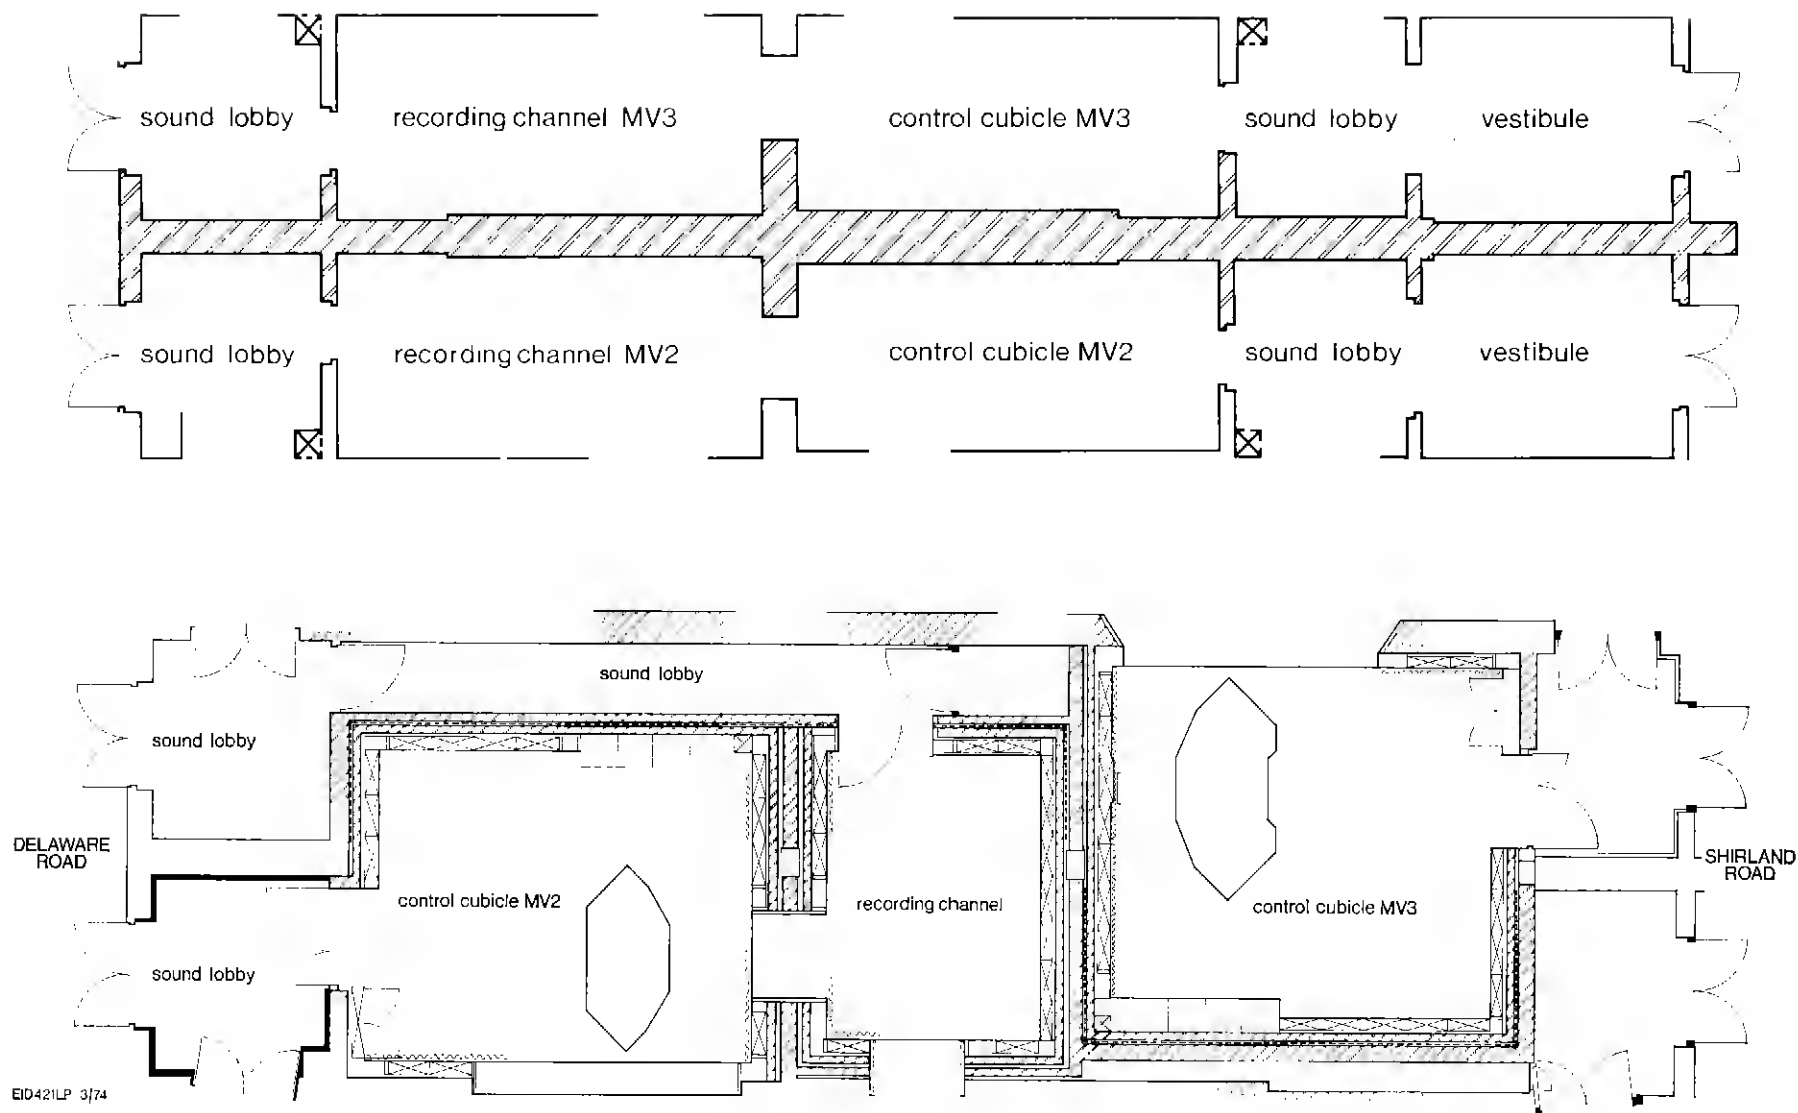 sound lobby recording channel MV3 control cubicle MV3 sound lobby vestibule
sound lobby recording channel MV2 control cubicle MV2 sound lobby vestibule
sound lobby
sound lobby
DELAWARE
ROAD
SHIRLAND
ROAD
control cubicle MV2 recording channel control cubicle MV3
sound lobby
EID421LP 3/74